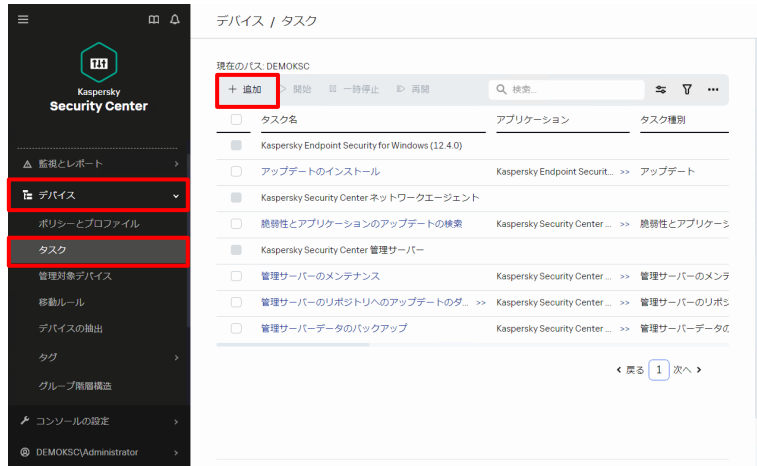 Kaspersky
Security Center
監視とレポート
デバイス
ポリシーとプロファイル
タスク
管理対象デバイス
移動ルール
デバイスの抽出
タグ
グループ階層構造
コンソールの設定
DEMOKSC\Administrator
デバイス / タスク
現在のパス: DEMOKSC
+ 追加 開始 一時停止 再開 検索...
タスク名 アプリケーション タスク種別
Kaspersky Endpoint Security for Windows (12.4.0)
アップデートのインストール Kaspersky Endpoint Securit... >> アップデート
Kaspersky Security Center ネットワークエージェント
脆弱性とアプリケーションのアップデートの検索 Kaspersky Security Center ... >> 脆弱性とアプリケーシ
Kaspersky Security Center 管理サーバー
管理サーバーのメンテナンス Kaspersky Security Center ... >> 管理サーバーのメンテ
管理サーバーのリポジトリへのアップデートのダ... >> Kaspersky Security Center ... >> 管理サーバーのリポジ
管理サーバーデータのバックアップ Kaspersky Security Center ... >> 管理サーバーデータの
戻る 1 次へ